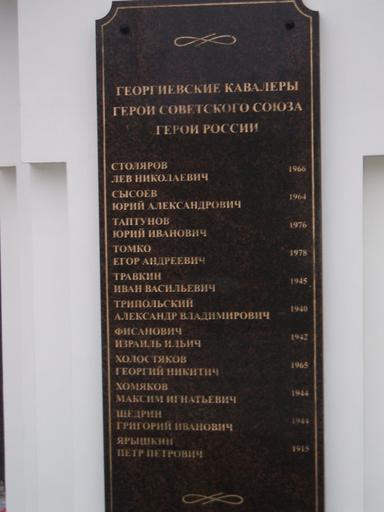 ГЕОРГИЕВСКИЕ КАВАЛЕРЫ
ГЕРОИ СОВЕТСКОГО СОЮЗА
ГЕРОИ РОССИИ
СТОЛЯРОВ
ЛЕВ НИКОЛАЕВИЧ 1966
СЫСОЕВ
ЮРИЙ АЛЕКСАНДРОВИЧ 1964
ТАПТУНОВ
ЮРИЙ ИВАНОВИЧ 1976
ТОМКО
ЕГОР АНДРЕЕВИЧ 1978
ТРАВКИН
ИВАН ВАСИЛЬЕВИЧ 1945
ТРИПОЛЬСКИЙ
АЛЕКСАНДР ВЛАДИМИРОВИЧ 1940
ФИСАНОВИЧ
ИЗРАИЛЬ ИЛЬИЧ 1942
ХОЛОСТЯКОВ
ГЕОРГИЙ НИКИТИЧ 1965
ХОМЯКОВ
МАКСИМ ИГНАТЬЕВИЧ 1944
ЩЕДРИН
ГРИГОРИЙ ИВАНОВИЧ 1944
ЯРЫШКИН
ПЕТР ПЕТРОВИЧ 1915